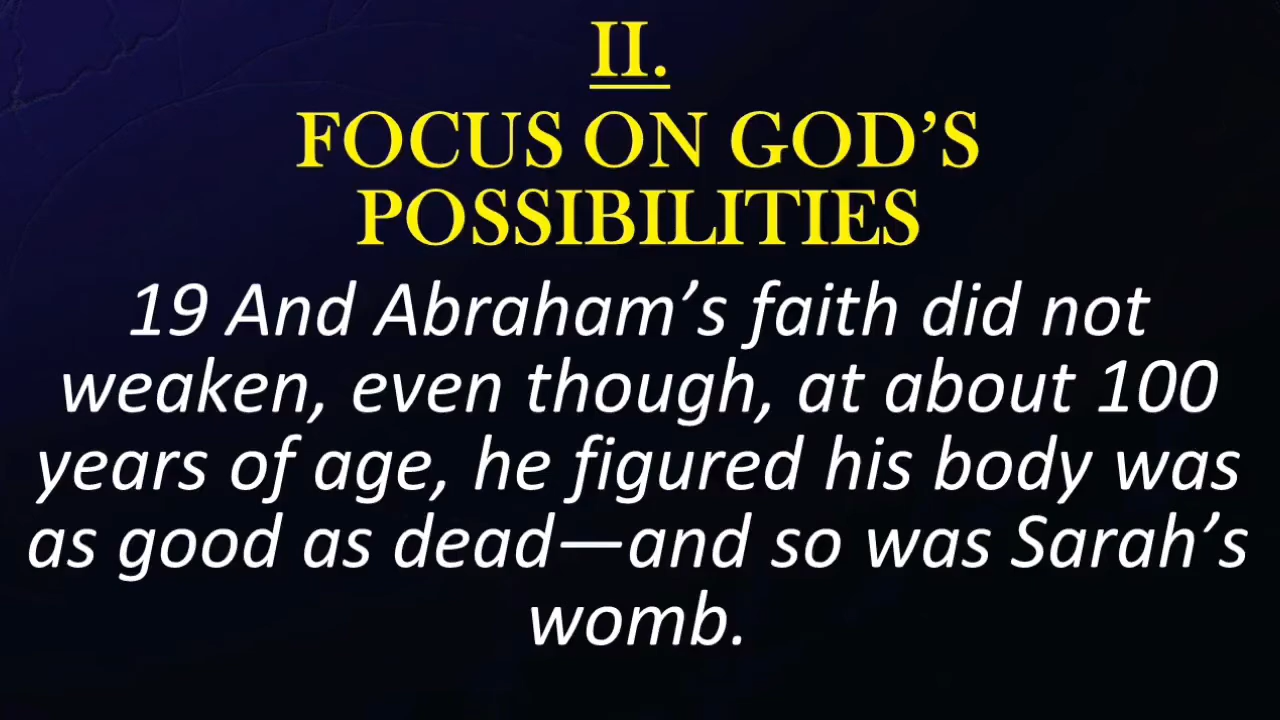 II.
FOCUS ON GOD’S
POSSIBILITIES
19 And Abraham’s faith did not
weaken, even though, at about 100
years of age, he figured his body was
as good as dead—and so was Sarah’s
womb.